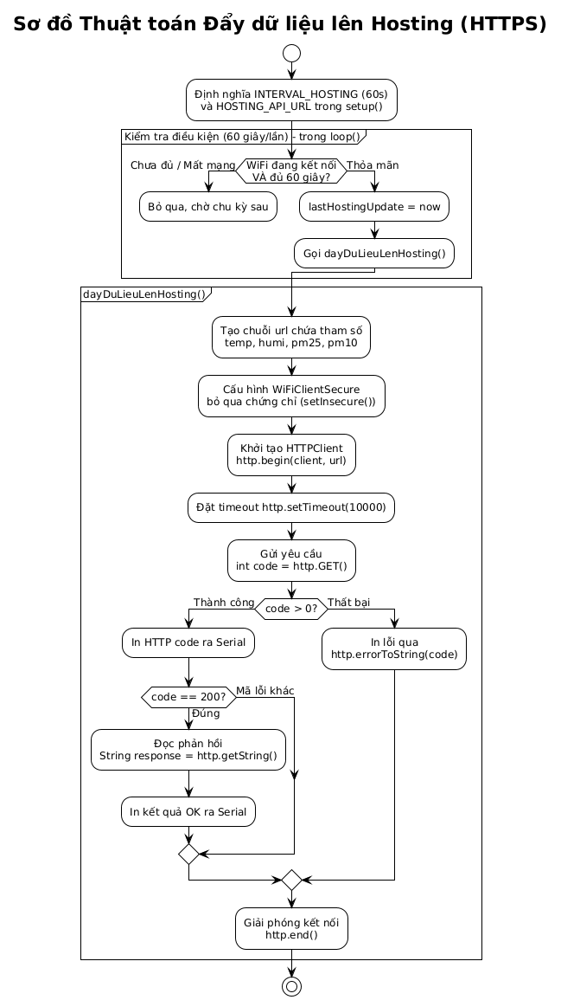 Sơ đồ Thuật toán Đẩy dữ liệu lên Hosting (HTTPS)
Định nghĩa INTERVAL_HOSTING (60s)
và HOSTING_API_URL trong setup()
Kiểm tra điều kiện (60 giây/lần) - trong loop()
Chưa đủ / Mất mạng
WiFi đang kết nối
VÀ đủ 60 giây?
Thỏa mãn
Bỏ qua, chờ chu kỳ sau
lastHostingUpdate = now
Gọi dayDuLieuLenHosting()
dayDuLieuLenHosting()
Tạo chuỗi url chứa tham số
temp, humi, pm25, pm10
Cấu hình WiFiClientSecure
bỏ qua chứng chỉ (setInsecure())
Khởi tạo HTTPClient
http.begin(client, url)
Đặt timeout http.setTimeout(10000)
Gửi yêu cầu
int code = http.GET()
Thành công
code > 0?
Thất bại
In HTTP code ra Serial
In lỗi qua
http.errorToString(code)
code == 200?
Mã lỗi khác
Đúng
Đọc phản hồi
String response = http.getString()
In kết quả OK ra Serial
Giải phóng kết nối
http.end()